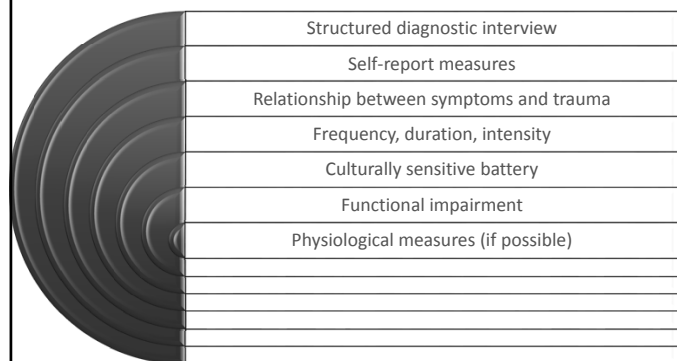 Structured diagnostic interview
Self-report measures
Relationship between symptoms and trauma
Frequency, duration, intensity
Culturally sensitive battery
Functional impairment
Physiological measures (if possible)